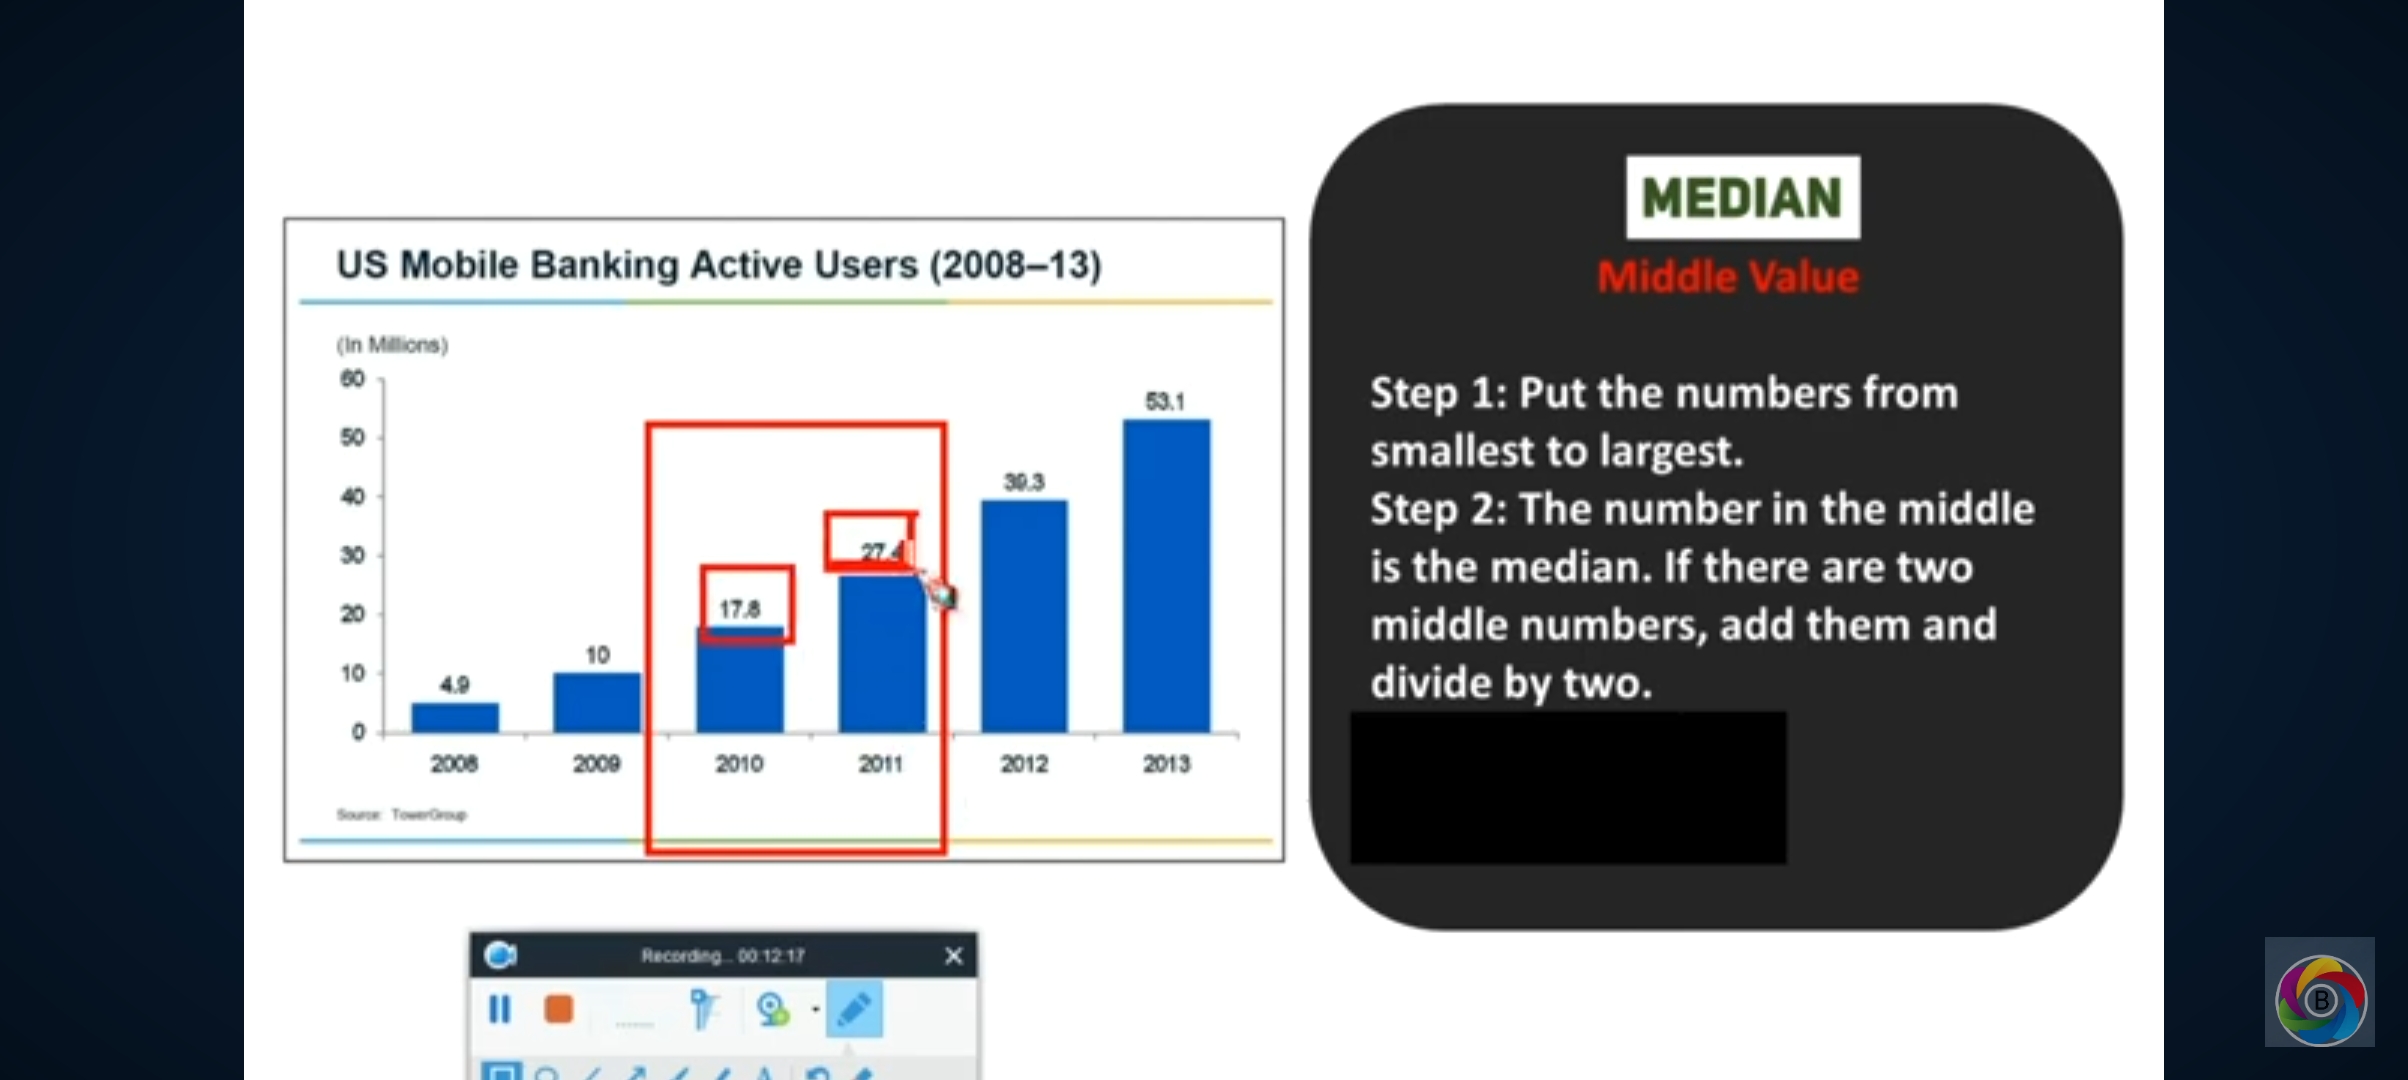 US Mobile Banking Active Users (2008–13)
(In Millions)
60
50
40
30
20
10
0
4.9
10
17.8
27.4
39.3
53.1
2008
2009
2010
2011
2012
2013
Source: TowerGroup
MEDIAN
Middle Value
Step 1: Put the numbers from
smallest to largest.
Step 2: The number in the middle
is the median. If there are two
middle numbers, add them and
divide by two.
Recording... 00:12:17
B